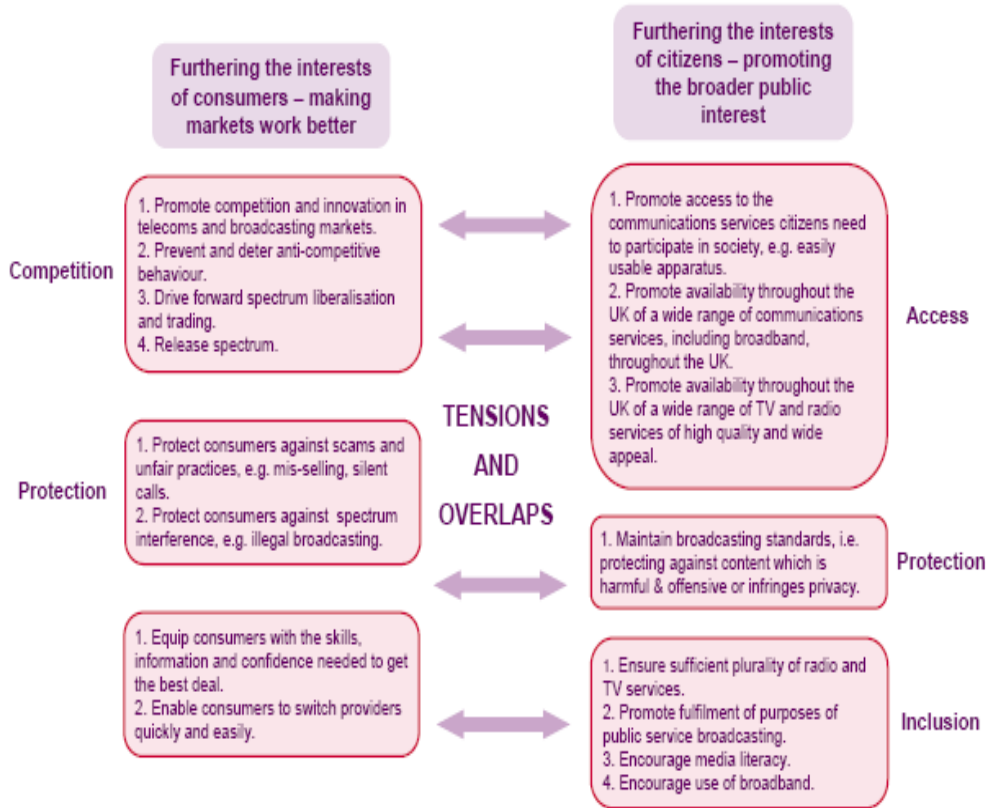 Furthering the interests
of consumers – making
markets work better
Furthering the interests
of citizens – promoting
the broader public
interest
Competition
1. Promote competition and innovation in
telecoms and broadcasting markets.
2. Prevent and deter anti-competitive
behaviour.
3. Drive forward spectrum liberalisation
and trading.
4. Release spectrum.
1. Promote access to the
communications services citizens need
to participate in society, e.g. easily
usable apparatus.
2. Promote availability throughout the
UK of a wide range of communications
services, including broadband,
throughout the UK.
3. Promote availability throughout the
UK of a wide range of TV and radio
services of high quality and wide
appeal.
Access
TENSIONS
AND
OVERLAPS
Protection
1. Protect consumers against scams and
unfair practices, e.g. mis-selling, silent
calls.
2. Protect consumers against spectrum
interference, e.g. illegal broadcasting.
1. Maintain broadcasting standards, i.e.
protecting against content which is
harmful & offensive or infringes privacy.
Protection
1. Equip consumers with the skills,
information and confidence needed to get
the best deal.
2. Enable consumers to switch providers
quickly and easily.
1. Ensure sufficient plurality of radio and
TV services.
2. Promote fulfilment of purposes of
public service broadcasting.
3. Encourage media literacy.
4. Encourage use of broadband.
Inclusion